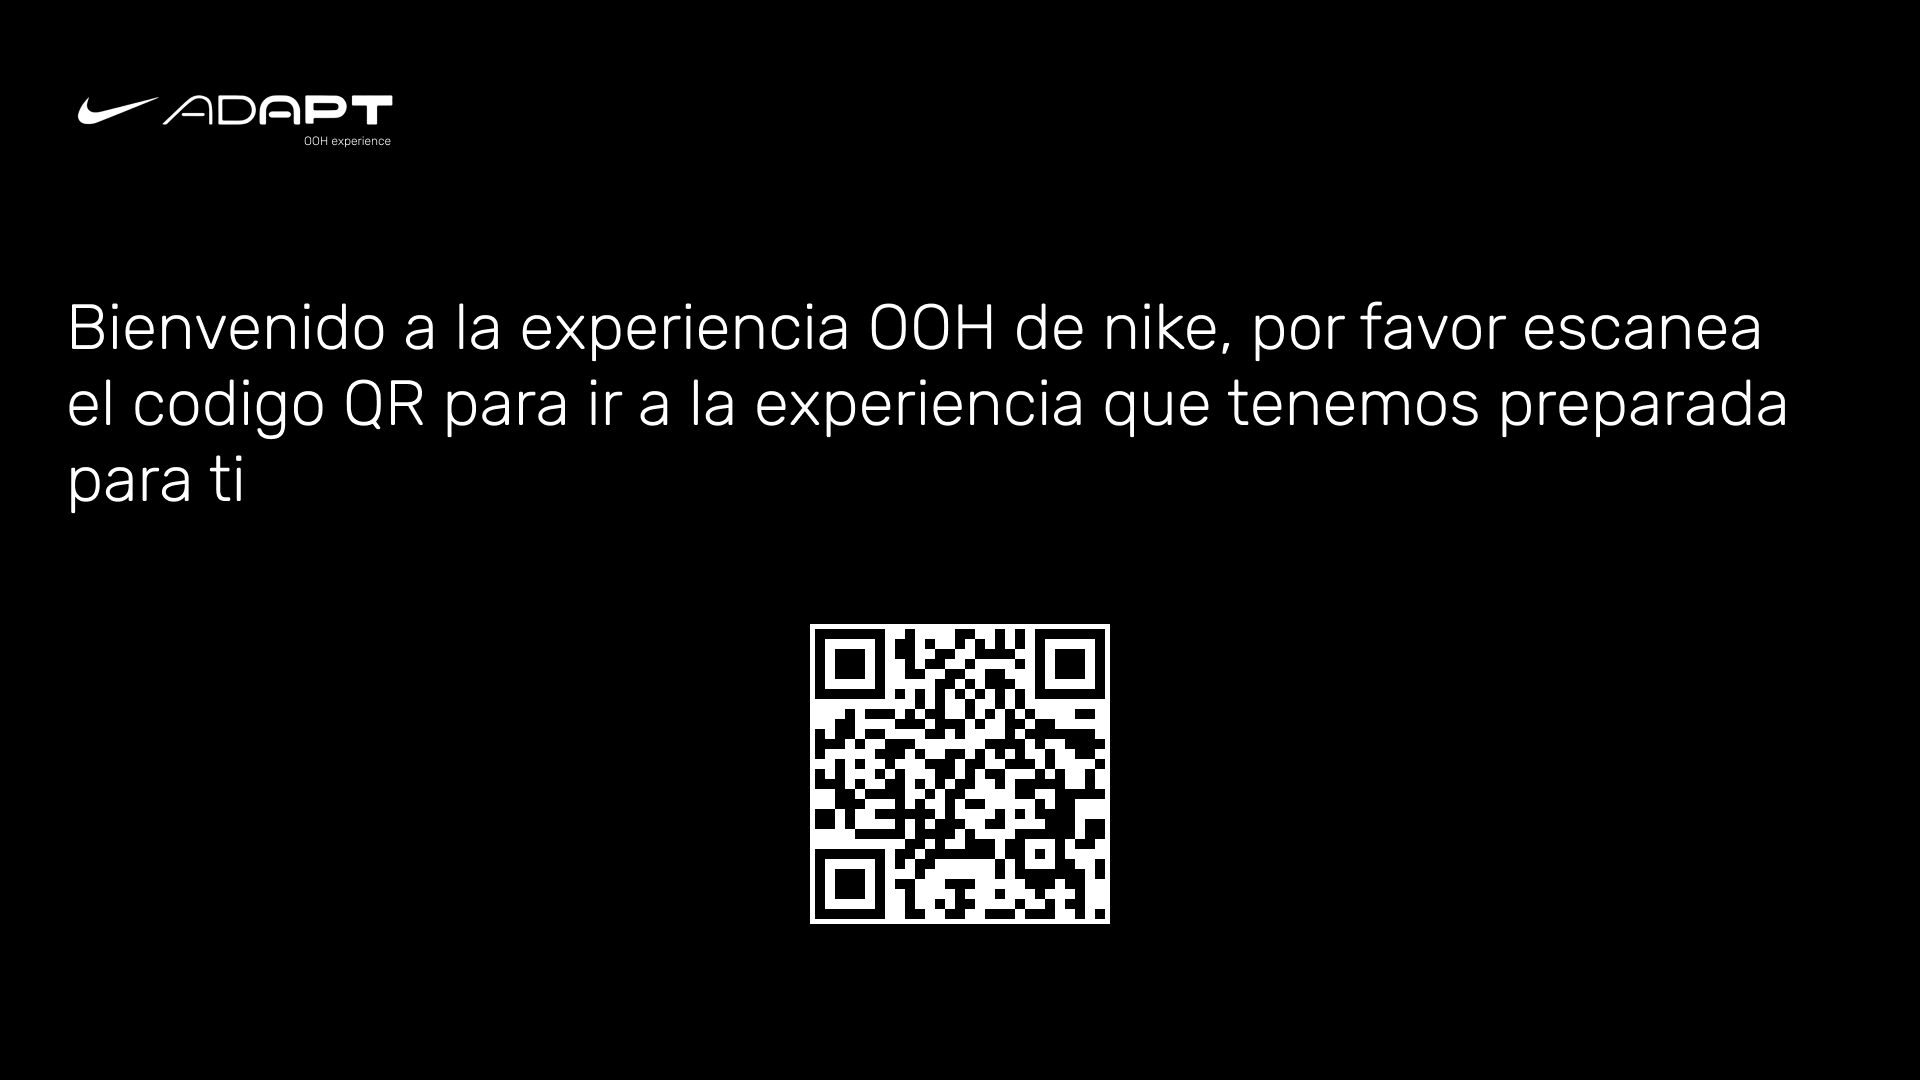 ADAPT
OOH experience
Bienvenido a la experiencia OOH de nike, por favor escanea
el codigo QR para ir a la experiencia que tenemos preparada
para ti